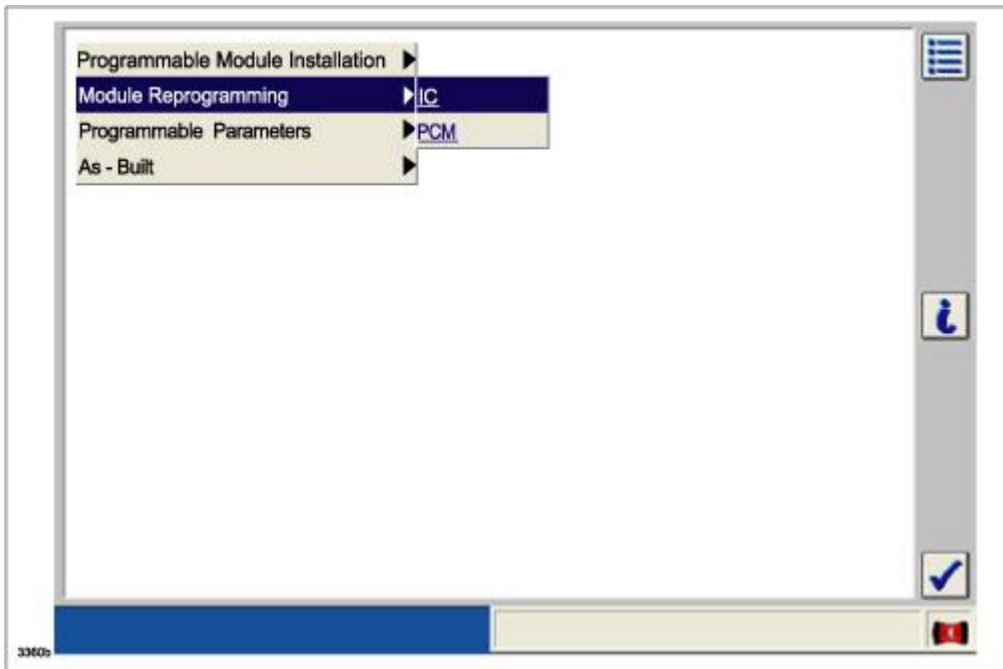 Programmable Module Installation
Module Reprogramming
IC
Programmable Parameters
PCM
As - Built
i
3360b